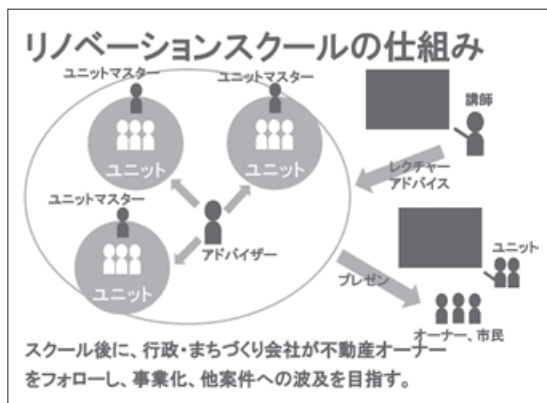 リノベーションスクールの仕組み
ユニットマスター
ユニット
ユニットマスター
ユニット
ユニットマスター
ユニット
アドバイザー
講師
レクチャー
アドバイス
プレゼン
ユニット
オーナー、市民
スクール後に、行政・まちづくり会社が不動産オーナー
をフォローし、事業化、他案件への波及を目指す。